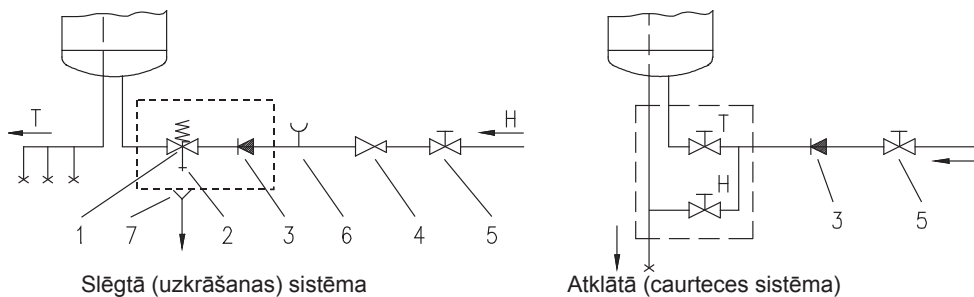 T
H
1
7
2
3
6
4
5
Slēgtā (uzkrāšanas) sistēma
T
H
3
5
Atklātā (caurteces sistēma)